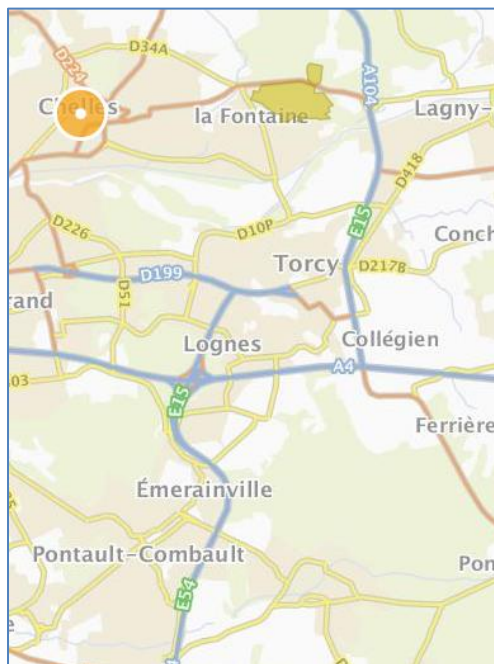 D34A
D224
A104
Chelles
la Fontaine
Lagny-
D418
E15
D226
D10P
Conch
Torcy
D217B
D199
D51
rand
Lognes
Collégien
A4
E15
Ferrière
Émerainville
Pontault-Combault
Pon
E54